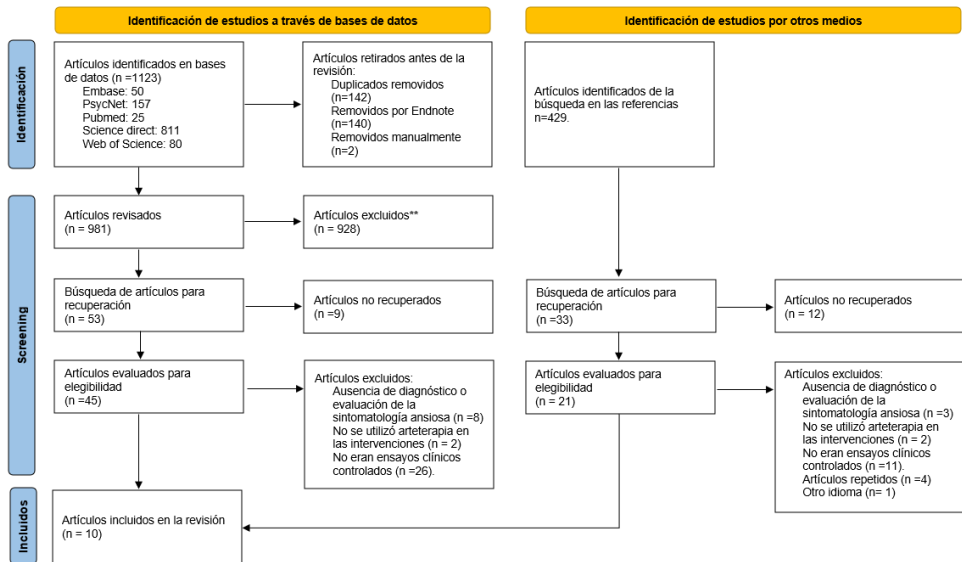 Identificación de estudios a través de bases de datos
Identificación de estudios por otros medios
Identificación
Artículos identificados en bases
de datos (n =1123)
Embase: 50
PsycNet: 157
Pubmed: 25
Science direct: 811
Web of Science: 80
Artículos retirados antes de la
revisión:
Duplicados removidos
(n=142)
Removidos por Endnote
(n=140)
Removidos manualmente
(n=2)
Artículos identificados de la
búsqueda en las referencias
n=429.
Screening
Artículos revisados
(n = 981)
Artículos excluidos**
(n = 928)
Búsqueda de artículos para
recuperación
(n = 53)
Artículos no recuperados
(n =9)
Búsqueda de artículos para
recuperación
(n =33)
Artículos no recuperados
(n = 12)
Artículos evaluados para
elegibilidad
(n =45)
Artículos excluidos:
Ausencia de diagnóstico o
evaluación de la
sintomatología ansiosa (n =8)
No se utilizó arteterapia en
las intervenciones (n = 2)
No eran ensayos clínicos
controlados (n =26).
Artículos evaluados para
elegibilidad
(n = 21)
Artículos excluidos:
Ausencia de diagnóstico o
evaluación de la
sintomatología ansiosa (n =3)
No se utilizó arteterapia en
las intervenciones (n = 2)
No eran ensayos clínicos
controlados (n =11).
Artículos repetidos (n =4)
Otro idioma (n= 1)
Incluidos
Artículos incluidos en la revisión
(n = 10)